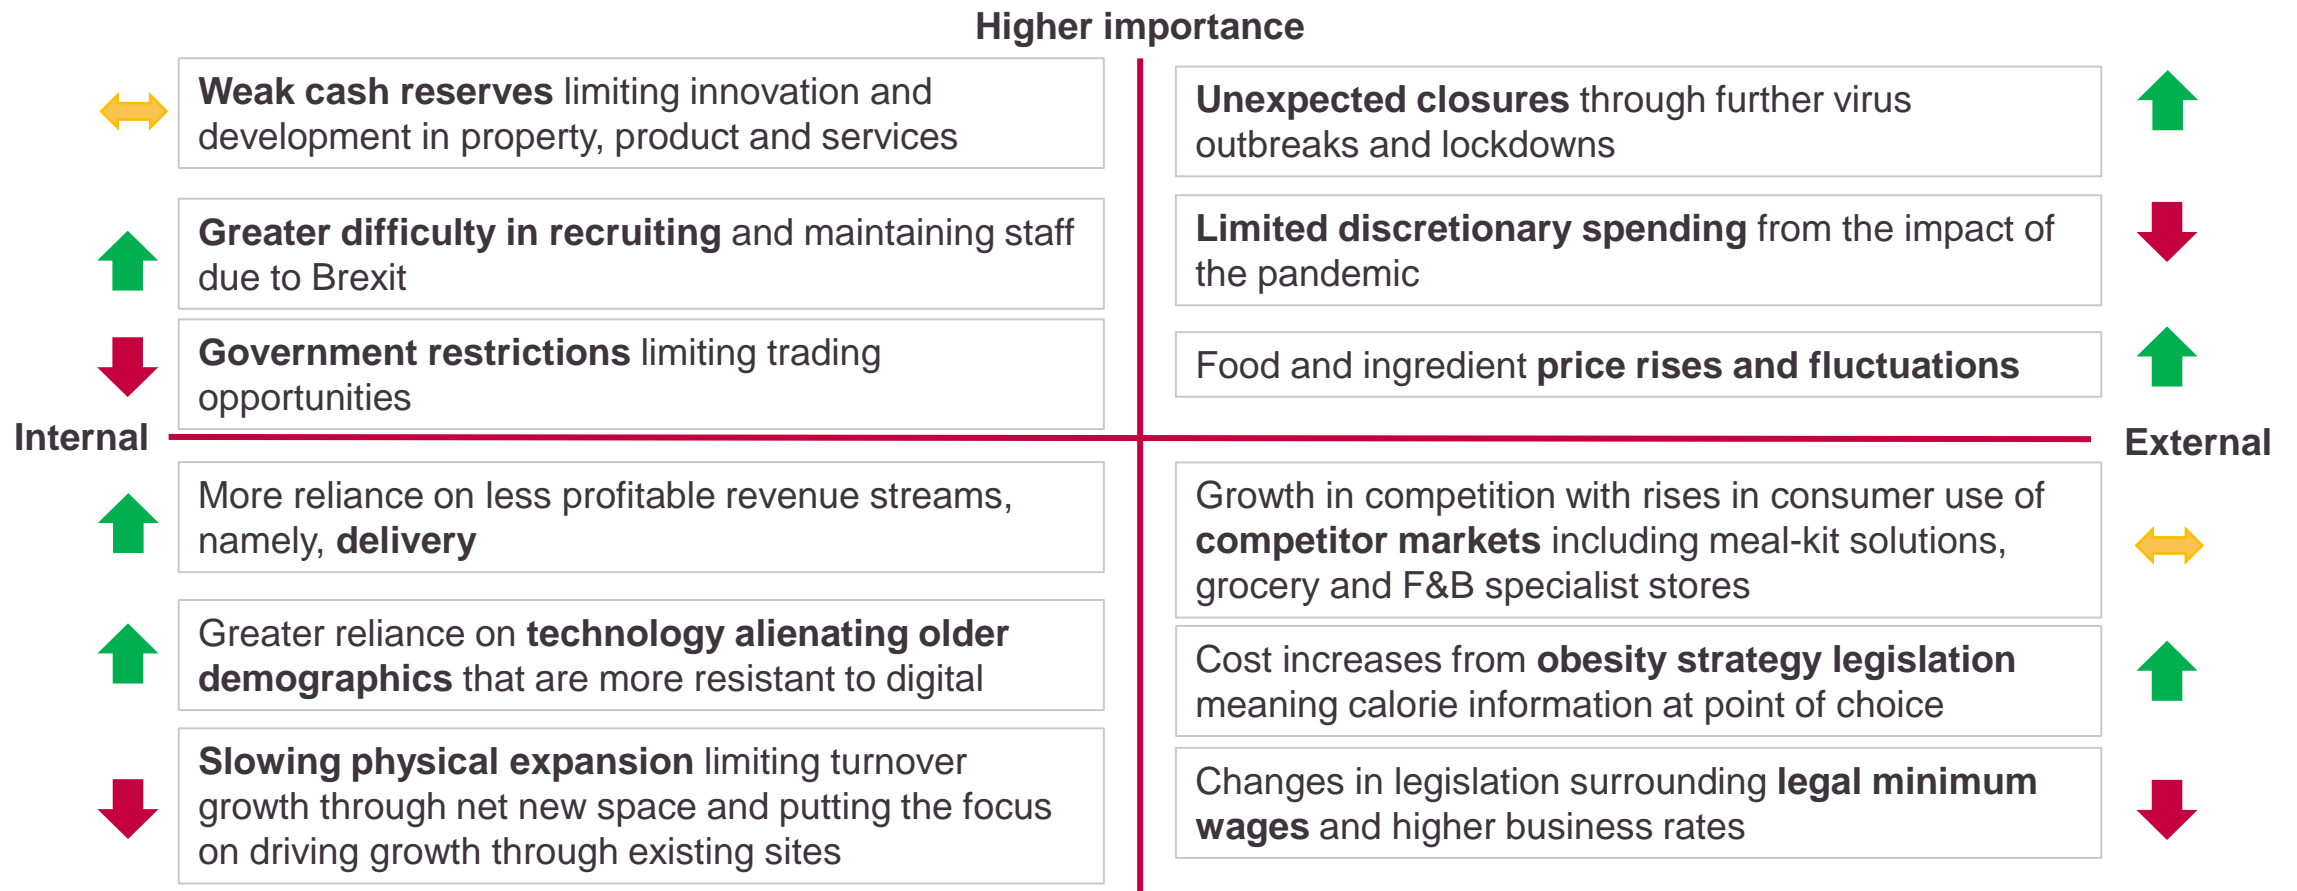 Higher importance
Weak cash reserves limiting innovation and
development in property, product and services
Greater difficulty in recruiting and maintaining staff
due to Brexit
Government restrictions limiting trading
opportunities
Unexpected closures through further virus
outbreaks and lockdowns
Limited discretionary spending from the impact of
the pandemic
Food and ingredient price rises and fluctuations
Internal
External
More reliance on less profitable revenue streams,
namely, delivery
Greater reliance on technology alienating older
demographics that are more resistant to digital
Slowing physical expansion limiting turnover
growth through net new space and putting the focus
on driving growth through existing sites
Growth in competition with rises in consumer use of
competitor markets including meal-kit solutions,
grocery and F&B specialist stores
Cost increases from obesity strategy legislation
meaning calorie information at point of choice
Changes in legislation surrounding legal minimum
wages and higher business rates